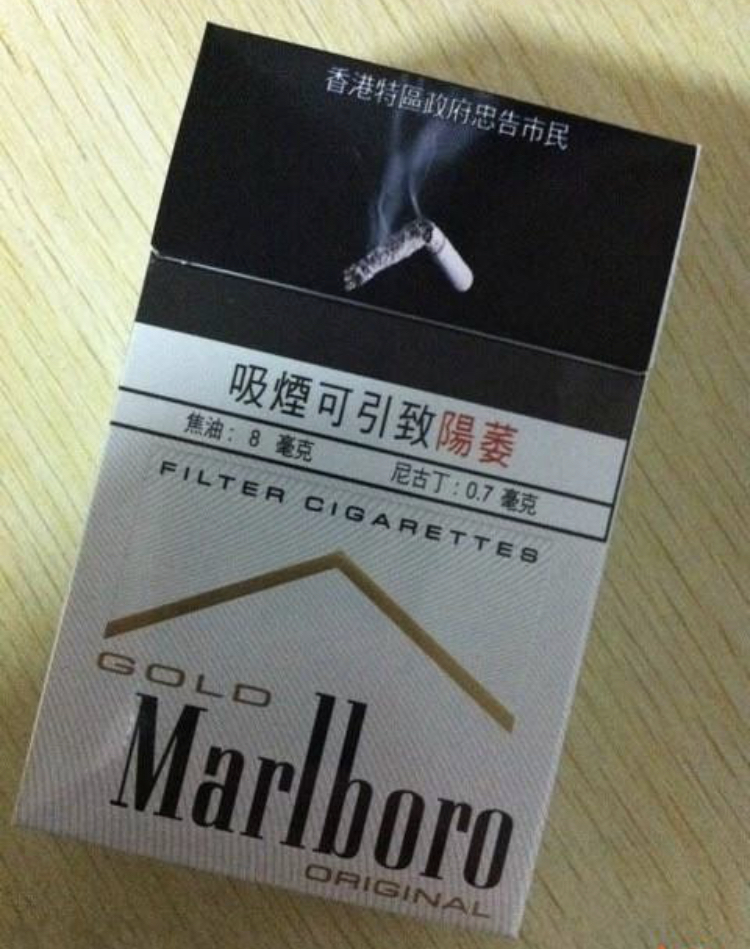 香港特區政府忠告市民
吸煙可引致陽萎
焦油: 8 毫克 尼古丁: 0.7 毫克
FILTER CIGARETTES
GOLD
Marlboro
ORIGINAL